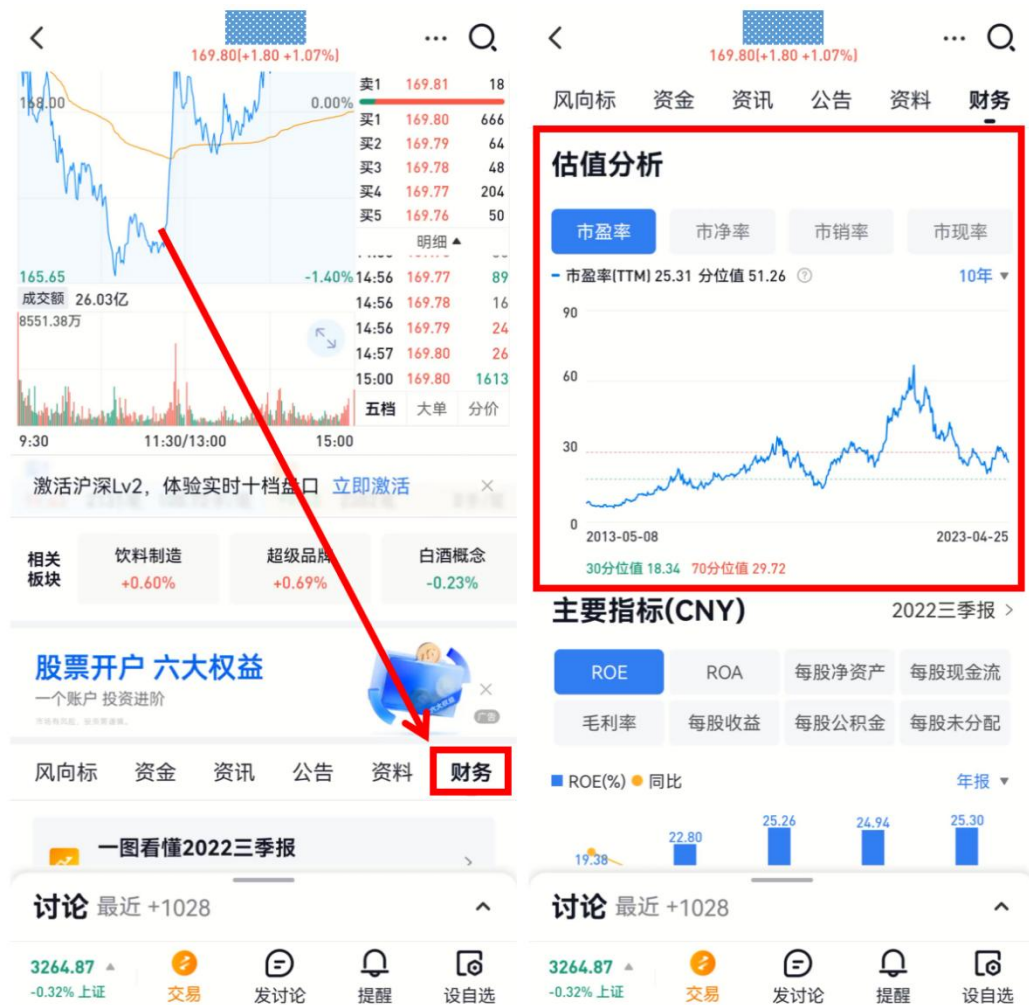 169.80(+1.80 +1.07%)
168.00
0.00%
165.65
-1.40%
成交额 26.03亿
8551.38万
9:30
11:30/13:00
15:00
卖1 169.81 18
买1 169.80 666
买2 169.79 64
买3 169.78 48
买4 169.77 204
买5 169.76 50
明细
14:56 169.77 89
14:56 169.78 16
14:56 169.79 24
14:57 169.80 26
15:00 169.80 1613
五档 大单 分价
激活沪深Lv2，体验实时十档盘口 立即激活
相关
板块
饮料制造
+0.60%
超级品牌
+0.69%
白酒概念
-0.23%
股票开户 六大权益
一个账户 投资进阶
六大权益
广告
风向标 资金 资讯 公告 资料 财务
一图看懂2022三季报
讨论 最近 +1028
3264.87
-0.32% 上证
交易
发讨论
提醒
设自选
169.80(+1.80 +1.07%)
风向标 资金 资讯 公告 资料 财务
估值分析
市盈率 市净率 市销率 市现率
市盈率(TTM) 25.31 分位值 51.26
10年
90
60
30
0
2013-05-08
2023-04-25
30分位值 18.34 70分位值 29.72
主要指标(CNY)
2022三季报
ROE ROA 每股净资产 每股现金流
毛利率 每股收益 每股公积金 每股未分配
ROE(%) 同比
年报
19.38
22.80
25.26
24.94
25.30
讨论 最近 +1028
3264.87
-0.32% 上证
交易
发讨论
提醒
设自选